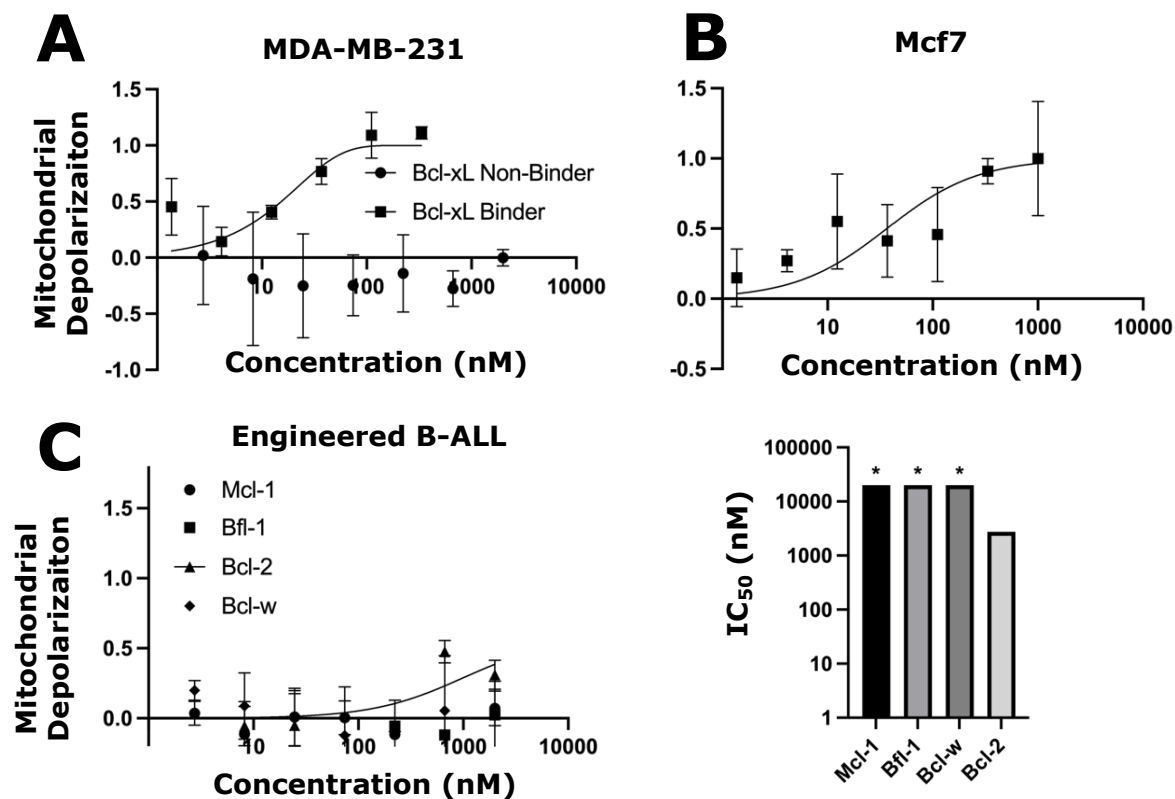 A
MDA-MB-231
Mitochondrial
Depolarizaiton
1.5
1.0
0.5
0.0
-0.5
-1.0
10
100
1000
10000
Bcl-xL Non-Binder
Bcl-xL Binder
Concentration (nM)
B
Mcf7
1.5
1.0
0.5
0.0
-0.5
10
100
1000
10000
Concentration (nM)
C
Engineered B-ALL
Mitochondrial
Depolarizaiton
1.5
1.0
0.5
0.0
Mcl-1
Bfl-1
Bcl-2
Bcl-w
10
100
1000
10000
Concentration (nM)
IC₅₀ (nM)
100000
10000
1000
100
10
1
* * *
Mcl-1
Bfl-1
Bcl-w
Bcl-2